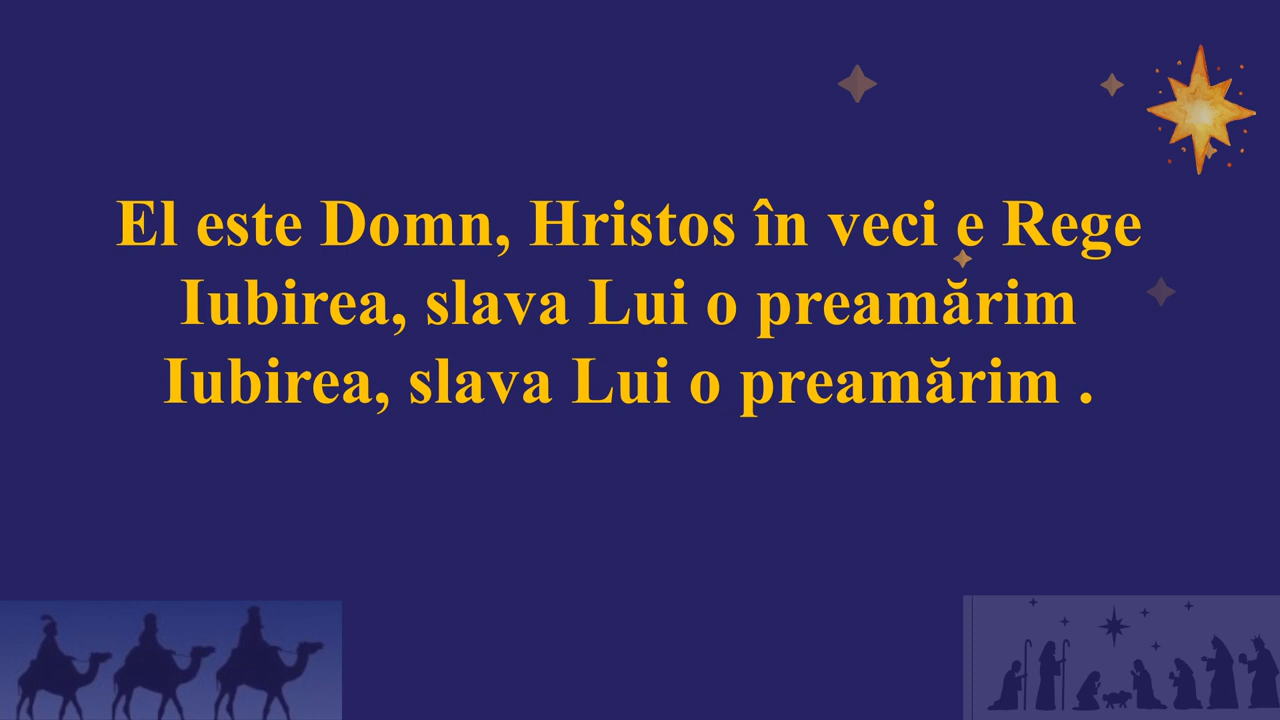 El este Domn, Hristos în veci e Rege
Iubirea, slava Lui o preamărim
Iubirea, slava Lui o preamărim .